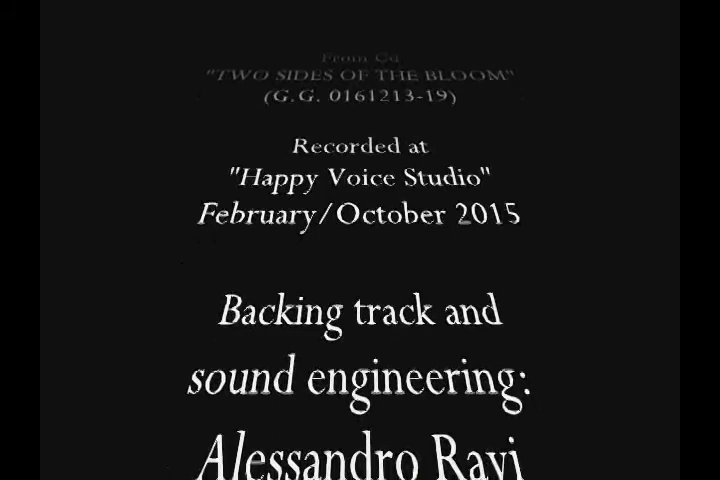 From Cd
"TWO SIDES OF THE BLOOM"
(G.G. 0161213-19)
Recorded at
"Happy Voice Studio"
February/October 2015
Backing track and
sound engineering:
Alessandro Ravi